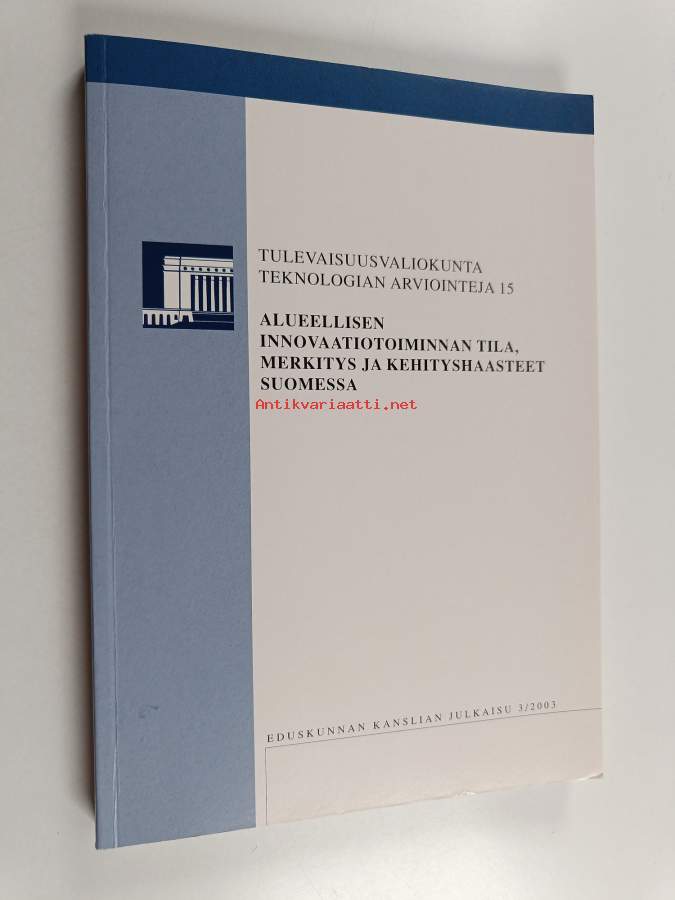 TULEVAISUUSVALIOKUNTA
TEKNOLOGIAN ARVIOINTEJA 15
ALUEELLISEN
INNOVAATIOTOIMINNAN TILA,
MERKITYS JA KEHITYSHAASTEET
SUOMESSA
Antikvariaatti.net
EDUSKUNNAN KANSLIAN JULKAISU 3/2003